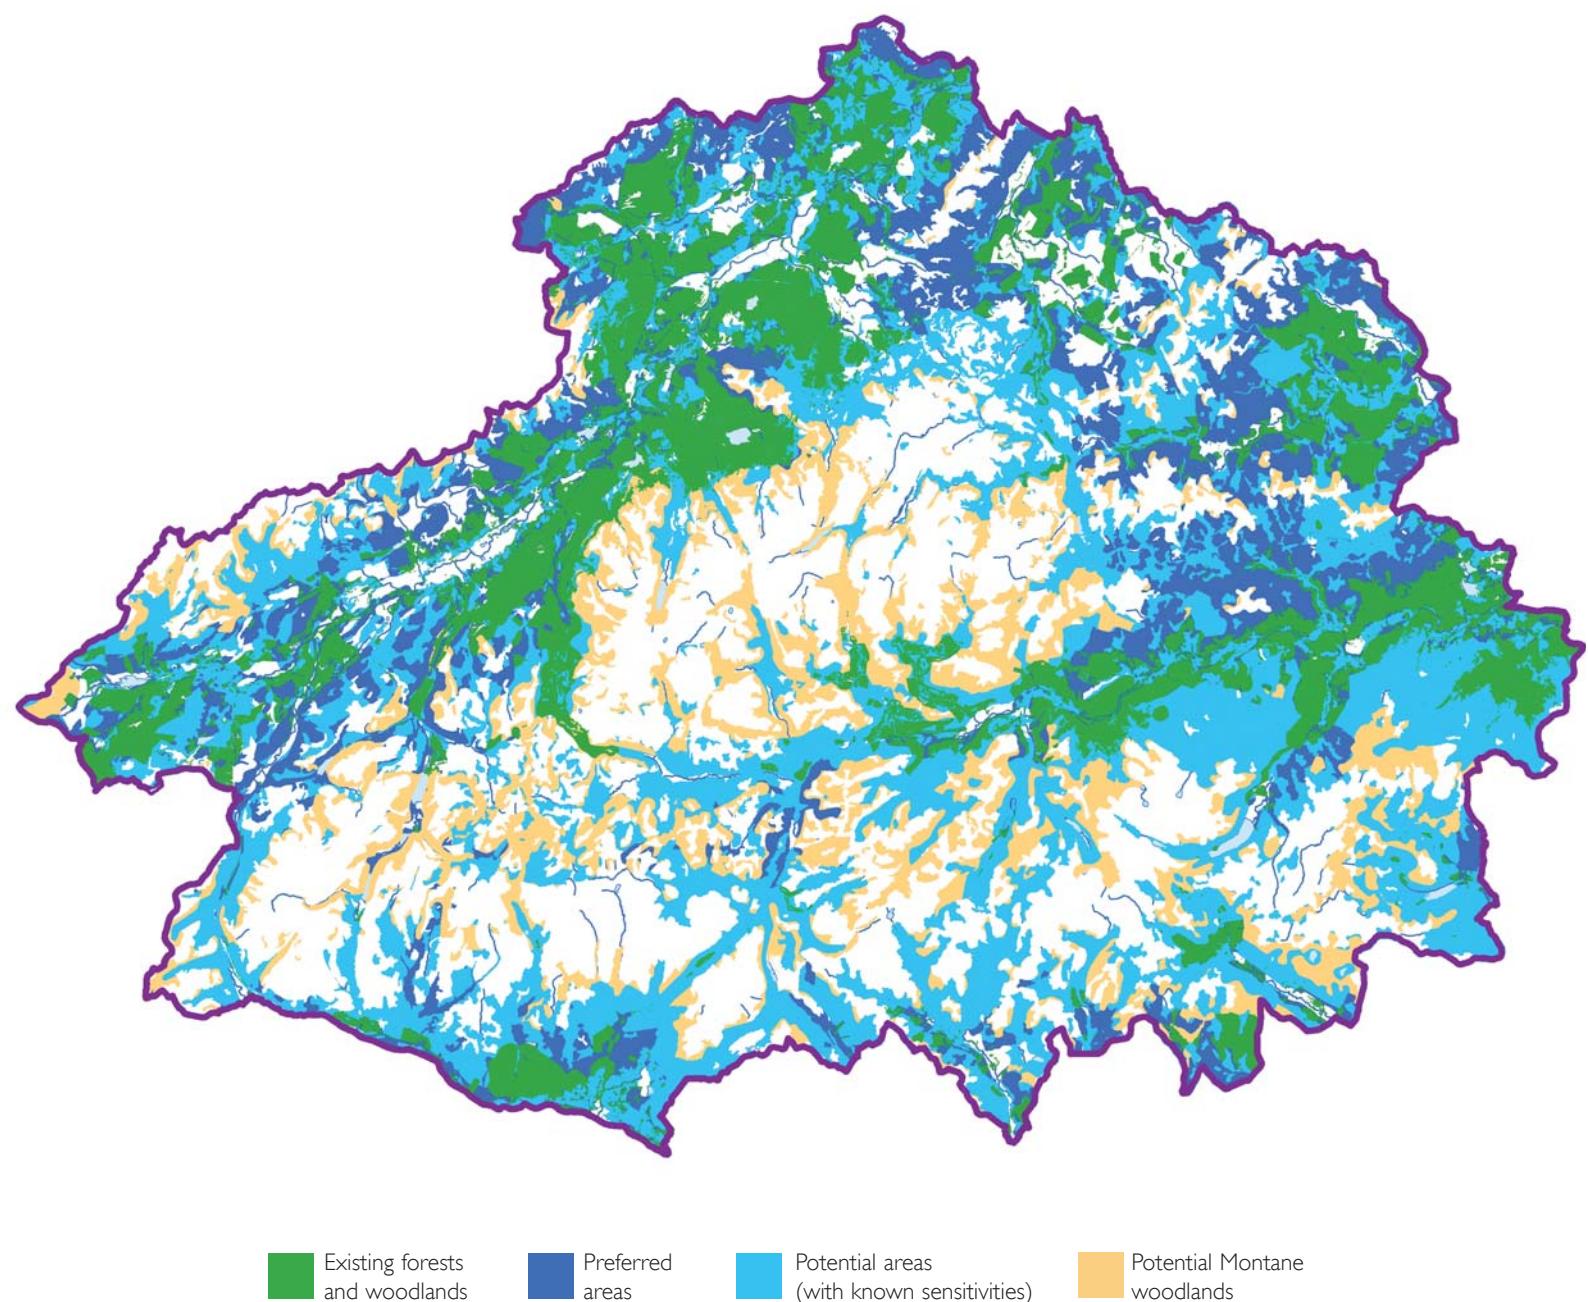 Existing forests
and woodlands
Preferred
areas
Potential areas
(with known sensitivities)
Potential Montane
woodlands